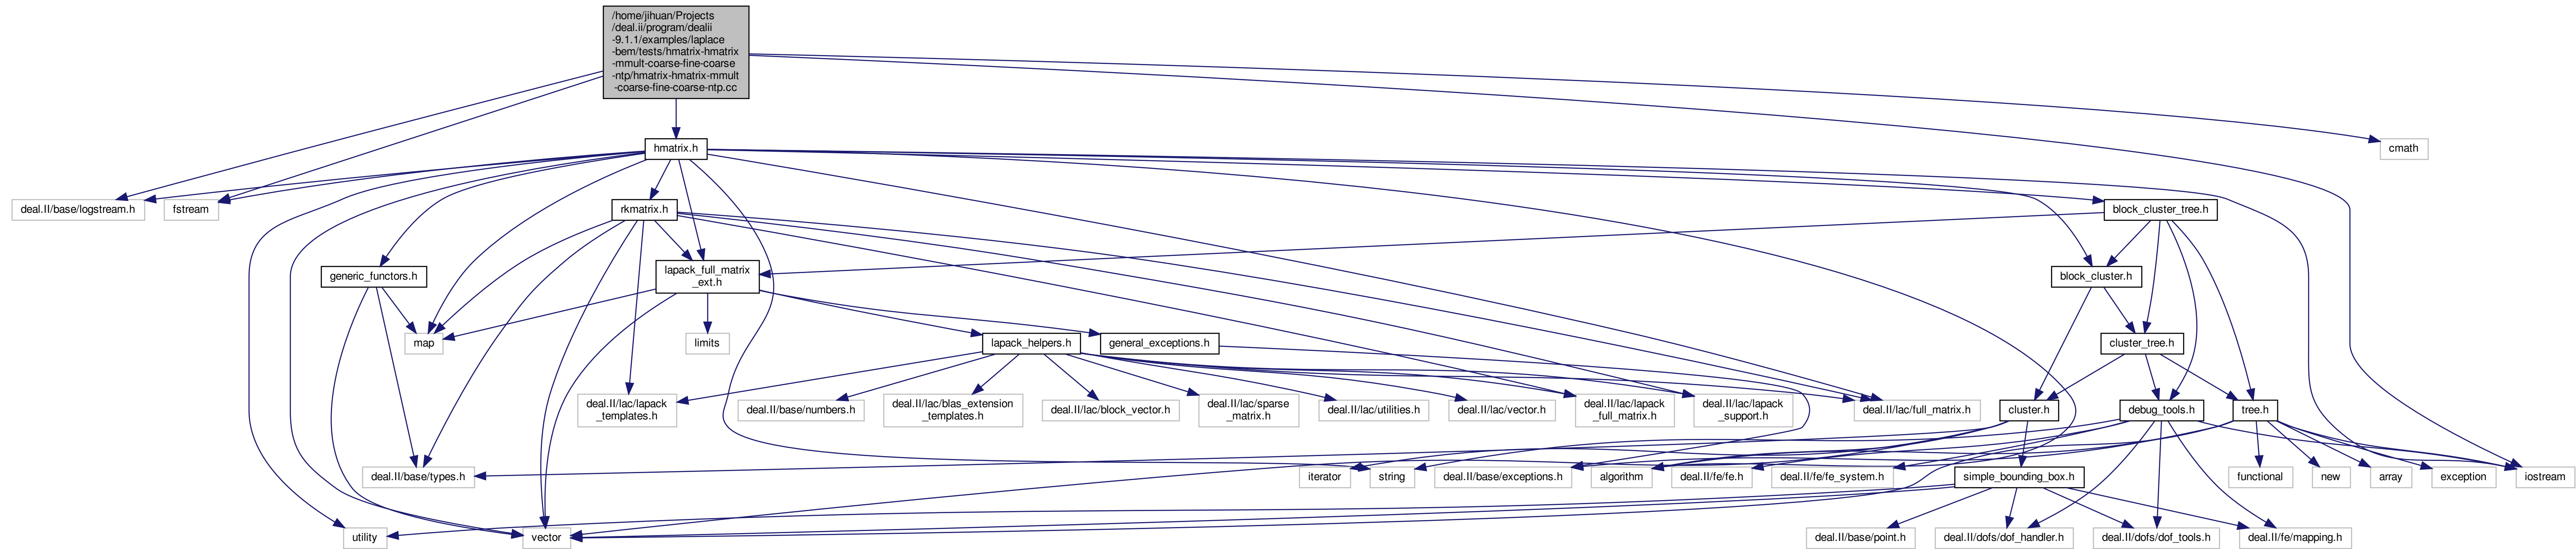 /home/jihuan/Projects
/deal.ii/program/dealii
-9.1.1/examples/laplace
-bem/tests/hmatrix-hmatrix
-mmult-coarse-fine-coarse
-ntp/hmatrix-hmatrix-mmult
-coarse-fine-coarse-ntp.cc
hmatrix.h
cmath
deal.II/base/logstream.h
fstream
rkmatrix.h
block_cluster_tree.h
generic_functors.h
lapack_full_matrix
_ext.h
block_cluster.h
map
limits
lapack_helpers.h
general_exceptions.h
cluster_tree.h
deal.II/lac/lapack
_templates.h
deal.II/base/numbers.h
deal.II/lac/blas_extension
_templates.h
deal.II/lac/block_vector.h
deal.II/lac/sparse
_matrix.h
deal.II/lac/utilities.h
deal.II/lac/vector.h
deal.II/lac/lapack
_full_matrix.h
deal.II/lac/lapack
_support.h
deal.II/lac/full_matrix.h
cluster.h
debug_tools.h
tree.h
deal.II/base/types.h
iterator
string
deal.II/base/exceptions.h
algorithm
deal.II/fe/fe.h
deal.II/fe/fe_system.h
simple_bounding_box.h
functional
new
array
exception
iostream
utility
vector
deal.II/base/point.h
deal.II/dofs/dof_handler.h
deal.II/dofs/dof_tools.h
deal.II/fe/mapping.h